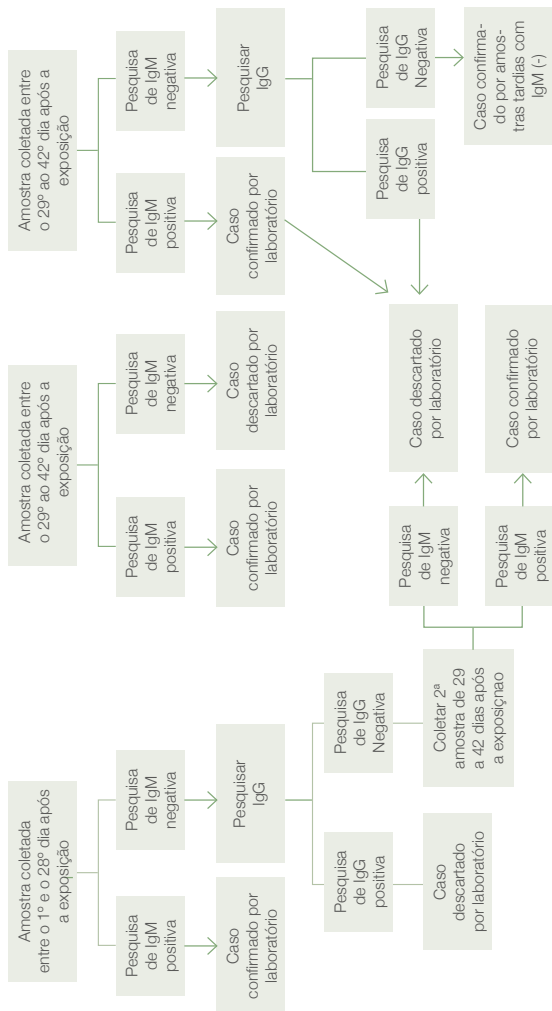 Amostra coletada
entre o 1º e o 28º dia após
a exposição
Pesquisa
de IgM
positiva
Caso
confirmado por
laboratório
Pesquisa
de IgM
negativa
Pesquisar
IgG
Pesquisa
de IgG
positiva
Caso
descartado
por laboratório
Pesquisa
de IgG
Negativa
Coletar 2ª
amostra de 29
a 42 dias após
a exposiçnao
Pesquisa
de IgM
negativa
Caso descartado
por laboratório
Pesquisa
de IgM
positiva
Caso confirmado
por laboratório
Amostra coletada entre
o 29º ao 42º dia após a
exposição
Pesquisa
de IgM
positiva
Caso
confirmado por
laboratório
Pesquisa
de IgM
negativa
Caso
descartado por
laboratório
Amostra coletada entre
o 29º ao 42º dia após a
exposição
Pesquisa
de IgM
positiva
Caso
confirmado por
laboratório
Pesquisa
de IgM
negativa
Pesquisar
IgG
Pesquisa
de IgG
positiva
Pesquisa
de IgG
Negativa
Caso confirma-
do por amos-
tras tardias com
IgM (-)